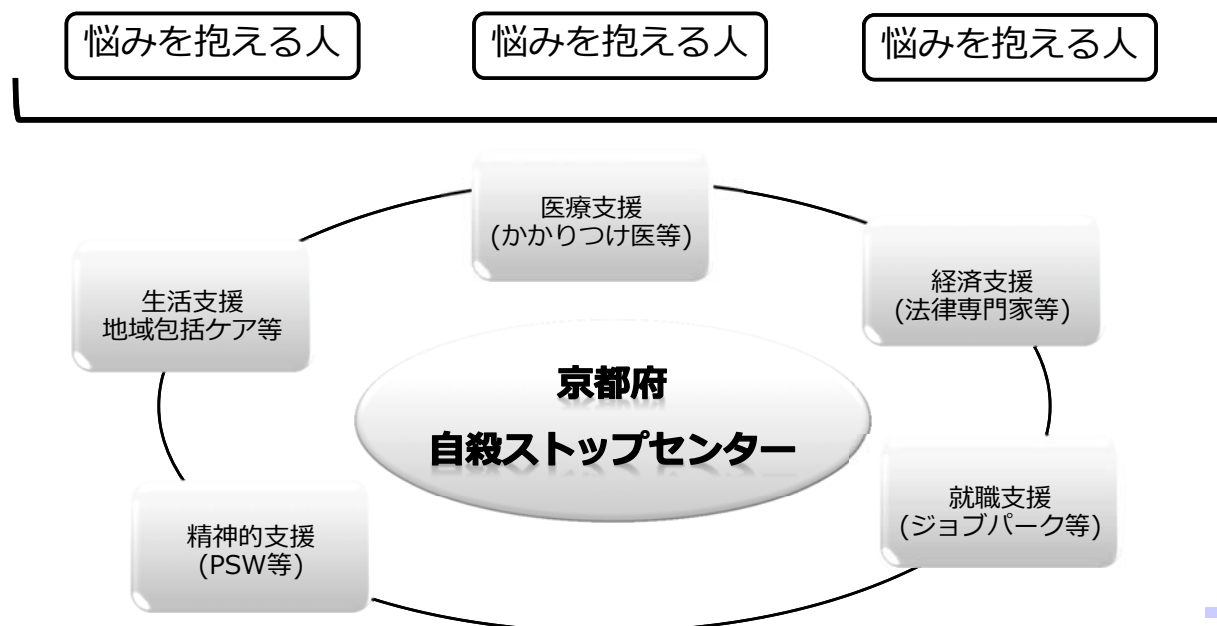 悩みを抱える人
悩みを抱える人
悩みを抱える人
医療支援
(かかりつけ医等)
経済支援
(法律専門家等)
生活支援
地域包括ケア等
京都府
自殺ストップセンター
就職支援
(ジョブパーク等)
精神的支援
(PSW等)